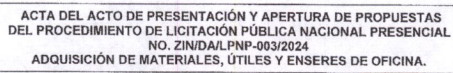 ACTA DEL ACTO DE PRESENTACIÓN Y APERTURA DE PROPUESTAS
DEL PROCEDIMIENTO DE LICITACIÓN PÚBLICA NACIONAL PRESENCIAL
NO. ZIN/DA/LPNP-003/2024
ADQUISICIÓN DE MATERIALES, ÚTILES Y ENSERES DE OFICINA.